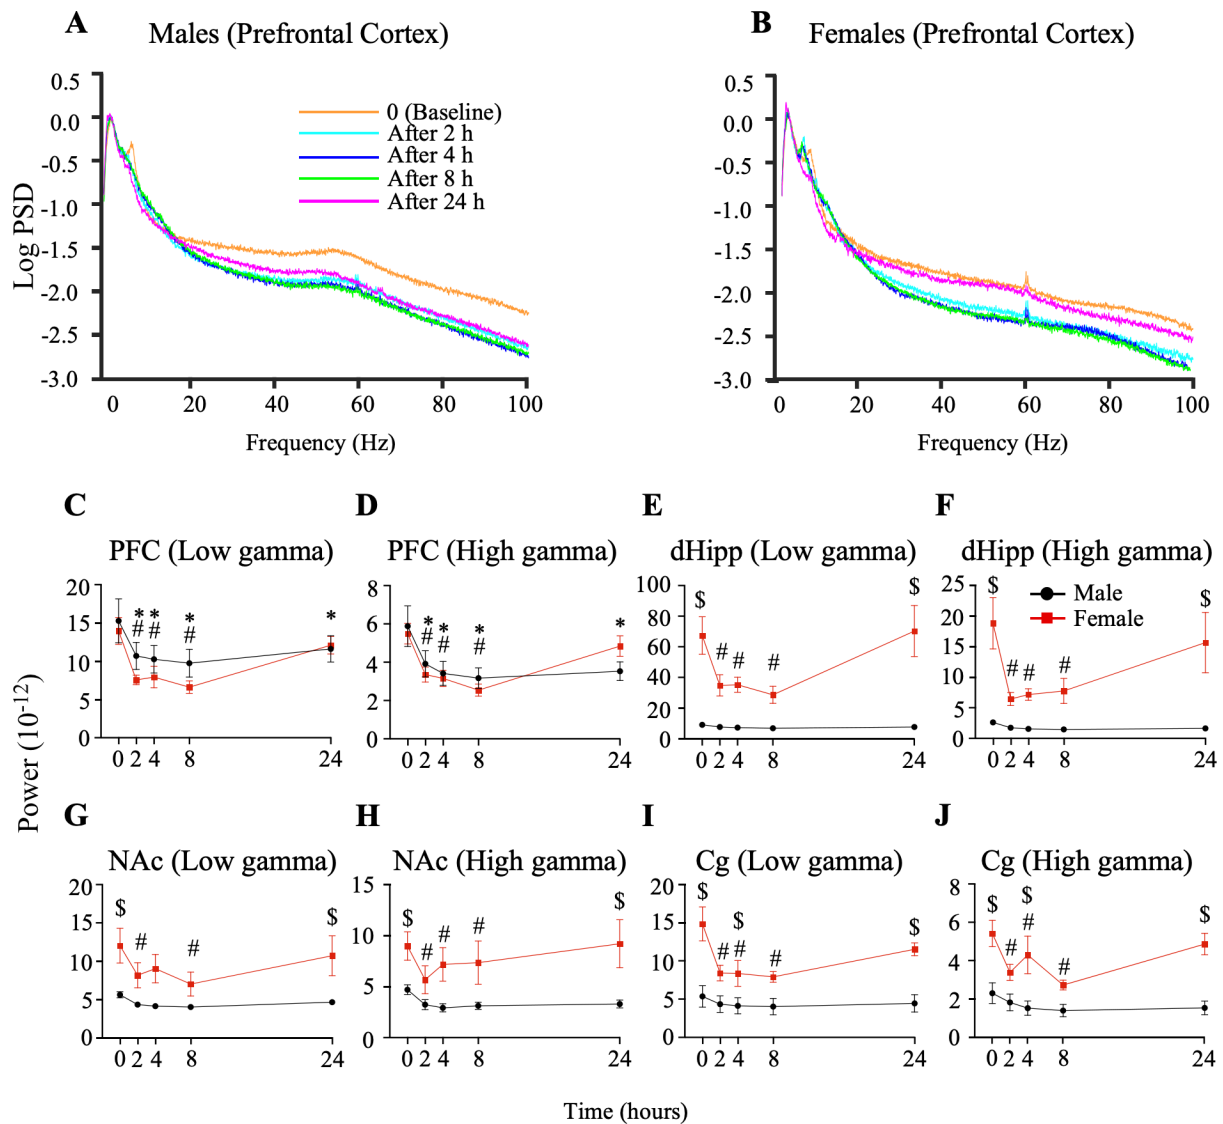 A
Males (Prefrontal Cortex)
B
Females (Prefrontal Cortex)
Log PSD
0.5
0.0
-0.5
-1.0
-1.5
-2.0
-2.5
-3.0
0 (Baseline)
After 2 h
After 4 h
After 8 h
After 24 h
0 20 40 60 80 100
Frequency (Hz)
0.5
0.0
-0.5
-1.0
-1.5
-2.0
-2.5
-3.0
0 20 40 60 80 100
Frequency (Hz)
Power (10-12)
C
PFC (Low gamma)
20
15
10
5
0
* * * *
# # #
0 2 4 8 24
D
PFC (High gamma)
8
6
4
2
0
* * * *
# # #
0 2 4 8 24
E
dHipp (Low gamma)
100
80
60
40
20
0
$ $
# # #
0 2 4 8 24
F
dHipp (High gamma)
25
20
15
10
5
0
$ $
# # #
Male
Female
0 2 4 8 24
G
NAc (Low gamma)
20
15
10
5
0
$ $
# #
0 2 4 8 24
H
NAc (High gamma)
15
10
5
0
$ $
# # #
0 2 4 8 24
I
Cg (Low gamma)
20
15
10
5
0
$ $ $
# # #
0 2 4 8 24
J
Cg (High gamma)
8
6
4
2
0
$ $ $
# # #
0 2 4 8 24
Time (hours)